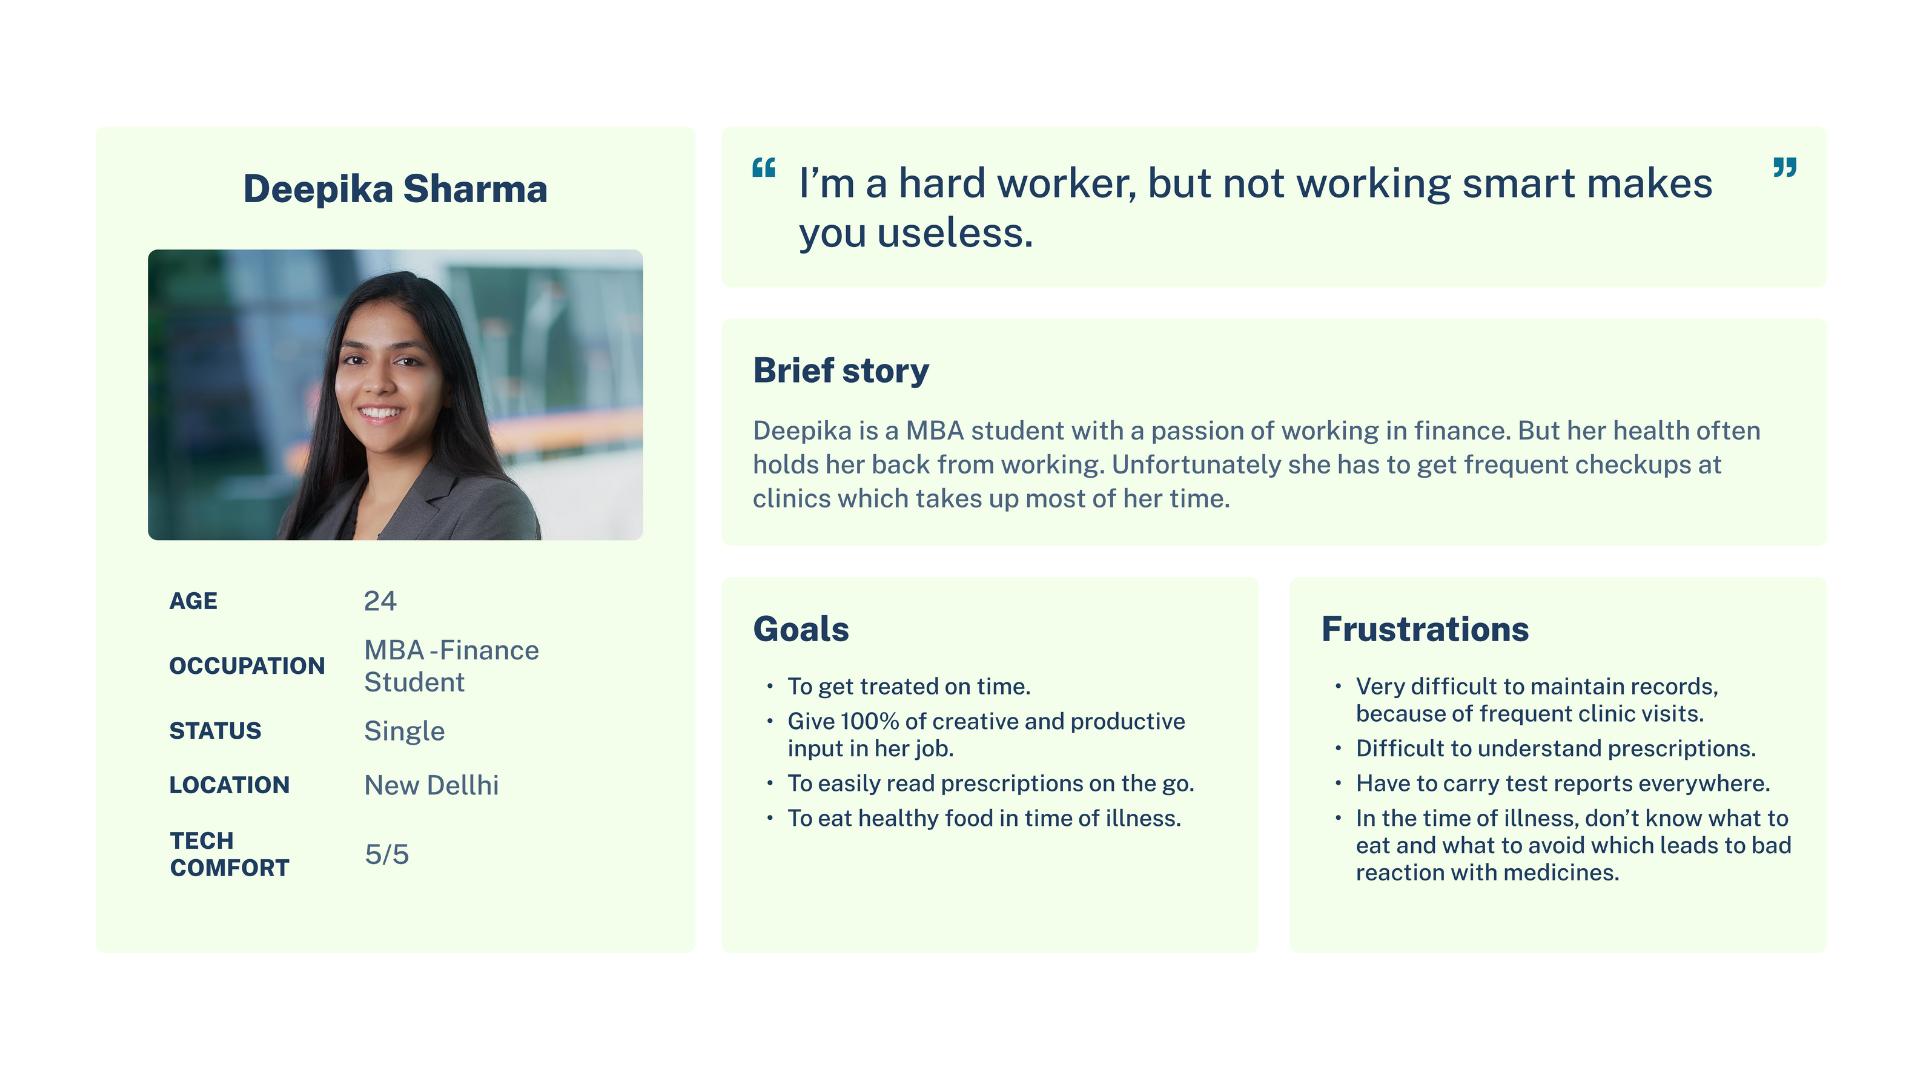 Deepika Sharma
AGE 24
OCCUPATION MBA -Finance
Student
STATUS Single
LOCATION New Dellhi
TECH
COMFORT 5/5
“ I’m a hard worker, but not working smart makes ”
you useless.
Brief story
Deepika is a MBA student with a passion of working in finance. But her health often
holds her back from working. Unfortunately she has to get frequent checkups at
clinics which takes up most of her time.
Goals
• To get treated on time.
• Give 100% of creative and productive
input in her job.
• To easily read prescriptions on the go.
• To eat healthy food in time of illness.
Frustrations
• Very difficult to maintain records,
because of frequent clinic visits.
• Difficult to understand prescriptions.
• Have to carry test reports everywhere.
• In the time of illness, don’t know what to
eat and what to avoid which leads to bad
reaction with medicines.